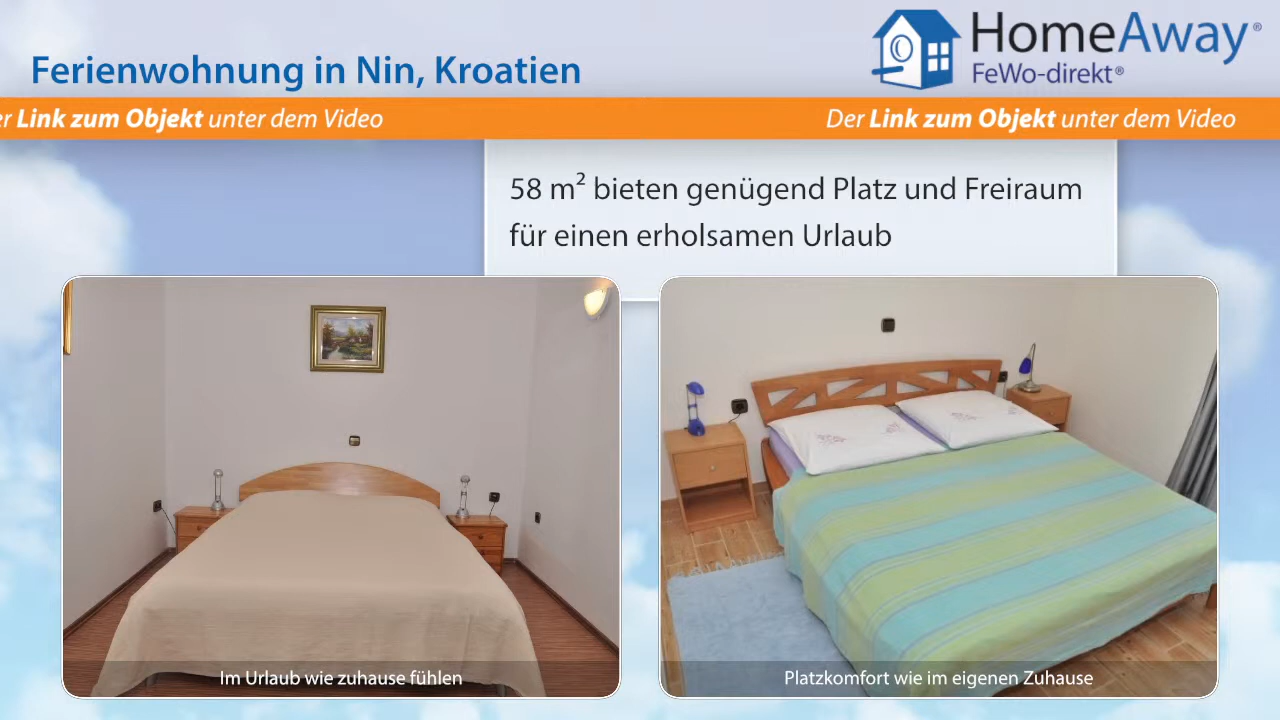 HomeAway®
FeWo-direkt®
Ferienwohnung in Nin, Kroatien
er Link zum Objekt unter dem Video
Der Link zum Objekt unter dem Video
58 m² bieten genügend Platz und Freiraum
für einen erholsamen Urlaub
Im Urlaub wie zuhause fühlen
Platzkomfort wie im eigenen Zuhause